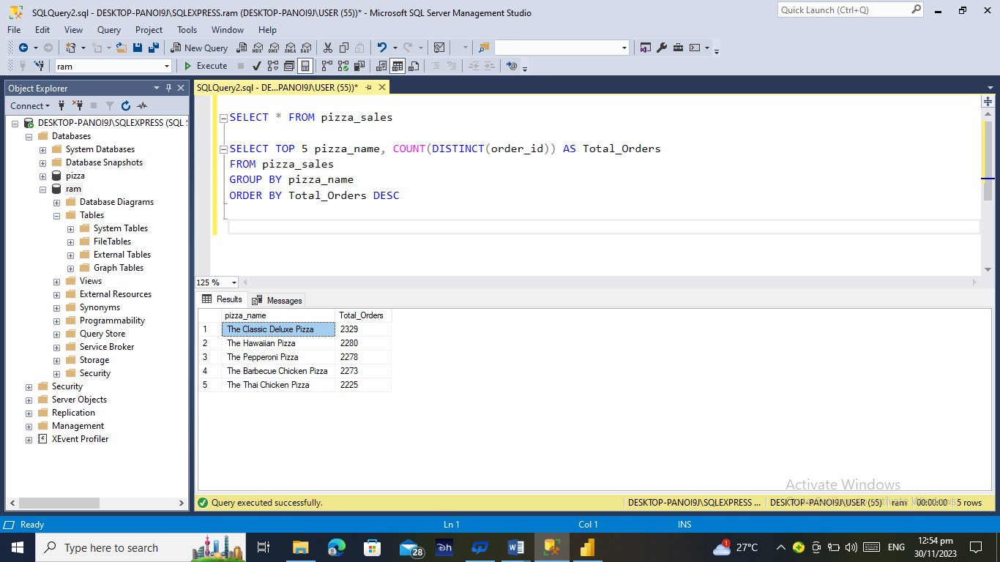 SQLQuery2.sql - DESKTOP-PANOI9J\SQLEXPRESS.ram (DESKTOP-PANOI9J\USER (55))* - Microsoft SQL Server Management Studio
Quick Launch (Ctrl+Q)
File Edit View Query Project Tools Window Help
New Query MDX DMX XMLA DAX
ram Execute
Object Explorer
Connect
DESKTOP-PANOI9J\SQLEXPRESS (SQL
Databases
System Databases
Database Snapshots
pizza
ram
Database Diagrams
Tables
System Tables
FileTables
External Tables
Graph Tables
Views
External Resources
Synonyms
Programmability
Query Store
Service Broker
Storage
Security
Security
Server Objects
Replication
Management
XEvent Profiler
SQLQuery2.sql - DE...PANOI9J\USER (55))*
SELECT * FROM pizza_sales
SELECT TOP 5 pizza_name, COUNT(DISTINCT(order_id)) AS Total_Orders
FROM pizza_sales
GROUP BY pizza_name
ORDER BY Total_Orders DESC
125 %
Results Messages
pizza_name Total_Orders
1 The Classic Deluxe Pizza 2329
2 The Hawaiian Pizza 2280
3 The Pepperoni Pizza 2278
4 The Barbecue Chicken Pizza 2273
5 The Thai Chicken Pizza 2225
Activate Windows
Query executed successfully. DESKTOP-PANOI9J\SQLEXPRESS ... DESKTOP-PANOI9J\USER (55) ram 00:00:00 5 rows
Ready Ln 1 Col 1 INS
Type here to search 28 dh 1 27°C ENG 12:54 pm
30/11/2023